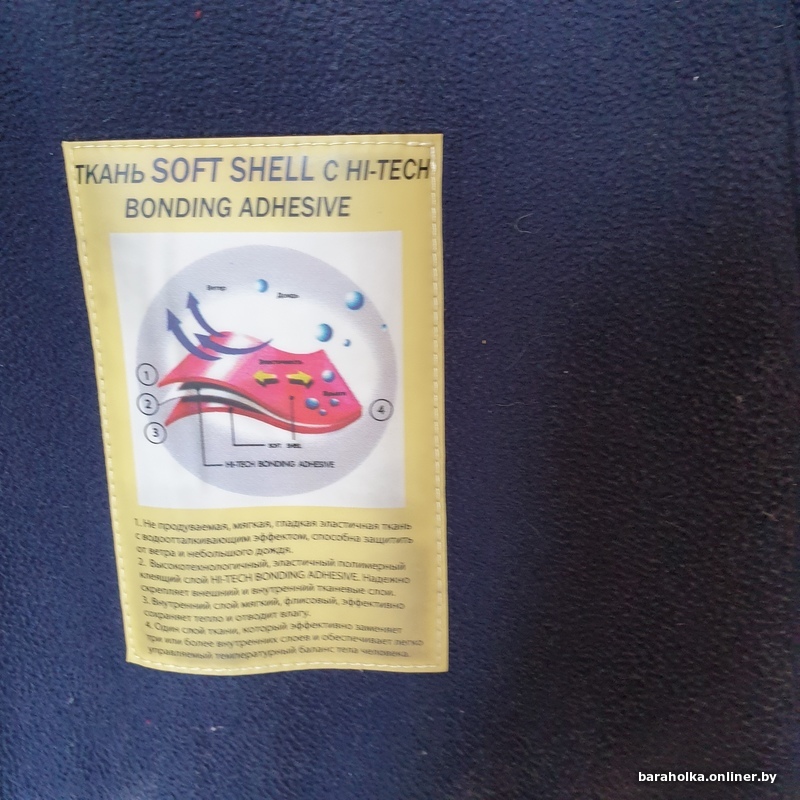 ТКАНЬ SOFT SHELL С HI-TECH
BONDING ADHESIVE
Ветер
Дождь
Эластичность
1
2
3
4
SOFT SHELL
HI-TECH BONDING ADHESIVE
1. Не продуваемая, мягкая, гладкая эластичная ткань
с водоотталкивающим эффектом, способна защитить
от ветра и небольшого дождя.
2. Высокотехнологичный, эластичный полимерный
клеящий слой HI-TECH BONDING ADHESIVE. Надежно
скрепляет внешний и внутренний тканевые слои.
3. Внутренний слой мягкий, флисовый, эффективно
сохраняет тепло и отводит влагу.
4. Один слой ткани, который эффективно заменяет
три или более внутренних слоев и обеспечивает легко
управляемый температурный баланс тела человека.
baraholka.onliner.by